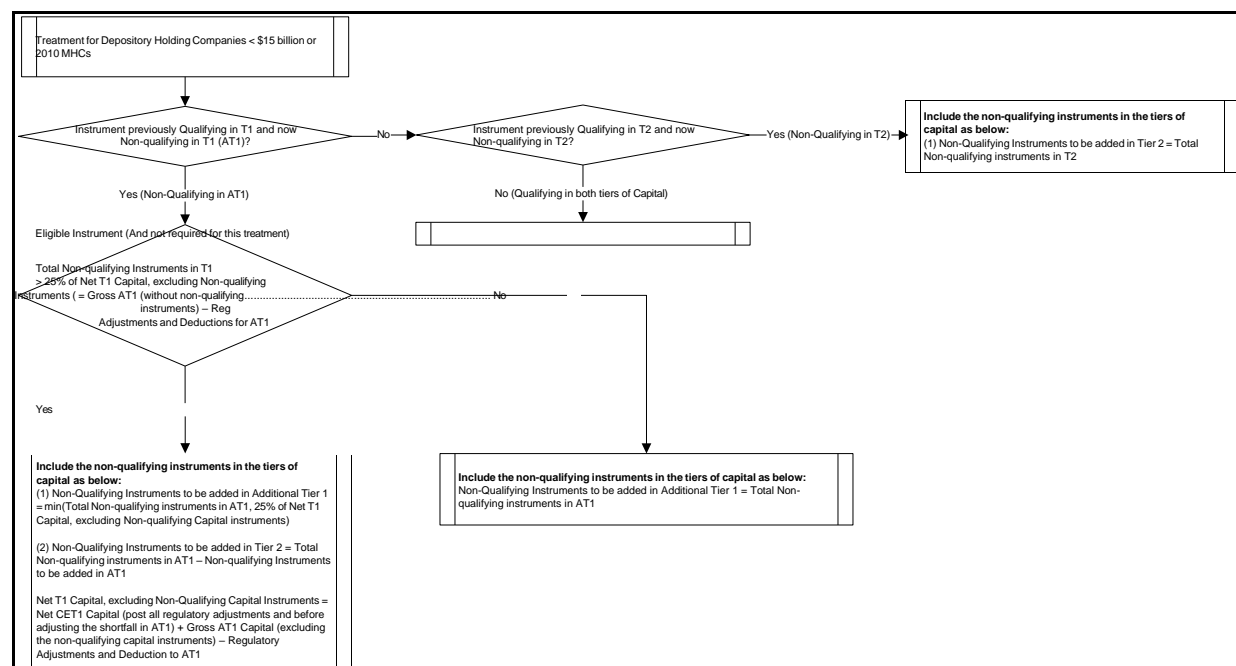 Treatment for Depository Holding Companies < $15 billion or
2010 MHCs
Instrument previously Qualifying in T1 and now
Non-qualifying in T1 (AT1)?
No
Instrument previously Qualifying in T2 and now
Non-qualifying in T2?
Yes (Non-Qualifying in T2)
Include the non-qualifying instruments in the tiers of
capital as below:
(1) Non-Qualifying Instruments to be added in Tier 2 = Total
Non-qualifying instruments in T2
Yes (Non-Qualifying in AT1)
No (Qualifying in both tiers of Capital)
Eligible Instrument (And not required for this treatment)
Total Non-qualifying Instruments in T1
> 25% of Net T1 Capital, excluding Non-qualifying
Instruments ( = Gross AT1 (without non-qualifying
instruments) – Reg
Adjustments and Deductions for AT1
No
Yes
Include the non-qualifying instruments in the tiers of
capital as below:
(1) Non-Qualifying Instruments to be added in Additional Tier 1
= min(Total Non-qualifying instruments in AT1, 25% of Net T1
Capital, excluding Non-qualifying Capital instruments)
(2) Non-Qualifying Instruments to be added in Tier 2 = Total
Non-qualifying instruments in AT1 – Non-qualifying Instruments
to be added in AT1
Net T1 Capital, excluding Non-Qualifying Capital Instruments =
Net CET1 Capital (post all regulatory adjustments and before
adjusting the shortfall in AT1) + Gross AT1 Capital (excluding
the non-qualifying capital instruments) – Regulatory
Adjustments and Deduction to AT1
Include the non-qualifying instruments in the tiers of capital as below:
Non-Qualifying Instruments to be added in Additional Tier 1 = Total Non-
qualifying instruments in AT1